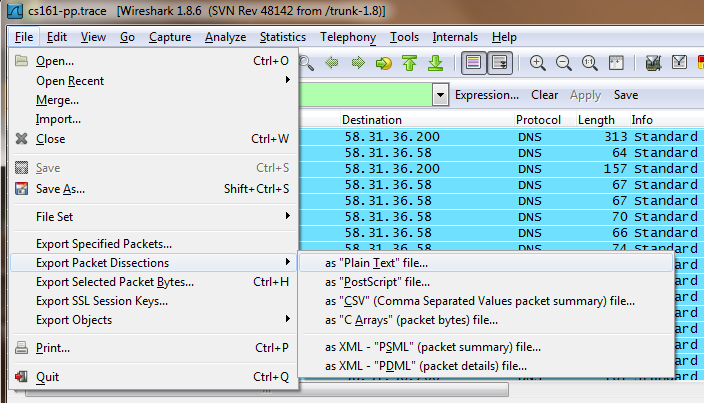 cs161-pp.trace [Wireshark 1.8.6 (SVN Rev 48142 from /trunk-1.8)]
File Edit View Go Capture Analyze Statistics Telephony Tools Internals Help
Open... Ctrl+O
Open Recent
Merge...
Import...
Close Ctrl+W
Save Ctrl+S
Save As... Shift+Ctrl+S
File Set
Export Specified Packets...
Export Packet Dissections
Export Selected Packet Bytes... Ctrl+H
Export SSL Session Keys...
Export Objects
Print... Ctrl+P
Quit Ctrl+Q
Expression... Clear Apply Save
Destination Protocol Length Info
58.31.36.200 DNS 313 Standard
58.31.36.58 DNS 64 Standard
58.31.36.200 DNS 157 Standard
58.31.36.58 DNS 67 Standard
58.31.36.58 DNS 67 Standard
58.31.36.58 DNS 70 Standard
58.31.36.58 DNS 66 Standard
58.31.36.58 DNS 74 Standard
as "Plain Text" file...
as "PostScript" file...
as "CSV" (Comma Separated Values packet summary) file...
as "C Arrays" (packet bytes) file...
as XML - "PSML" (packet summary) file...
as XML - "PDML" (packet details) file...